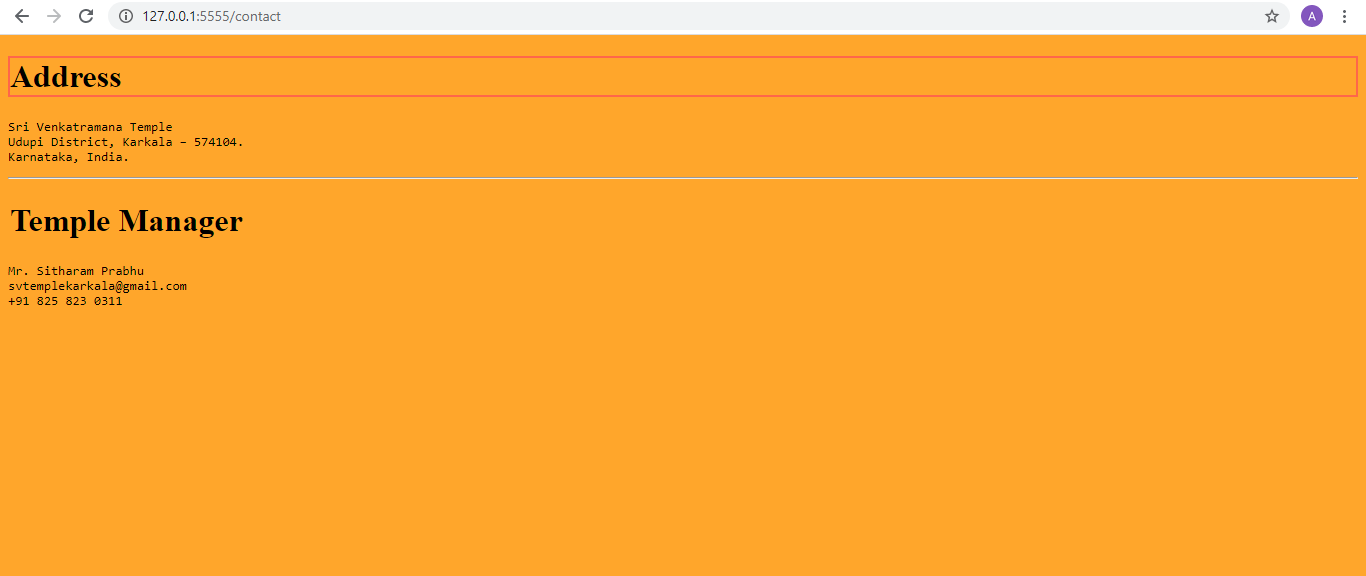 127.0.0.1:5555/contact
A
Address
Sri Venkatramana Temple
Udupi District, Karkala – 574104.
Karnataka, India.
Temple Manager
Mr. Sitharam Prabhu
svtemplekarkala@gmail.com
+91 825 823 0311